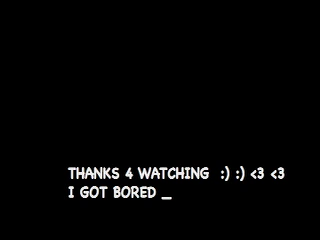 THANKS 4 WATCHING  :) :) <3 <3
I GOT BORED _